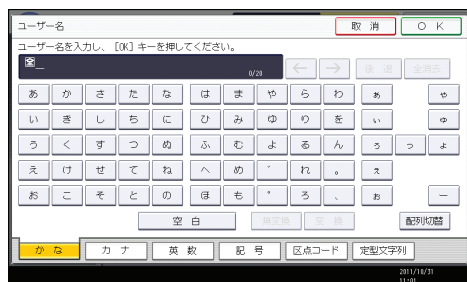 ユーザー名 取 消 O K
ユーザー名を入力し、［OK］キーを押してください。
全_
0/20 ← → 後 退 全消去
あ か さ た な は ま や ら わ ぁ ゃ
い き し ち に ひ み ゆ り を ぃ ゅ
う く す つ ぬ ふ む よ る ん ぅ っ ょ
え け せ て ね へ め ゛ れ 。 ぇ
お こ そ と の ほ も ゜ ろ 、 ぉ ー
空 白 無変換 変 換 配列切替
か な カ ナ 英 数 記 号 区点コード 定型文字列
2011/10/31
11:01